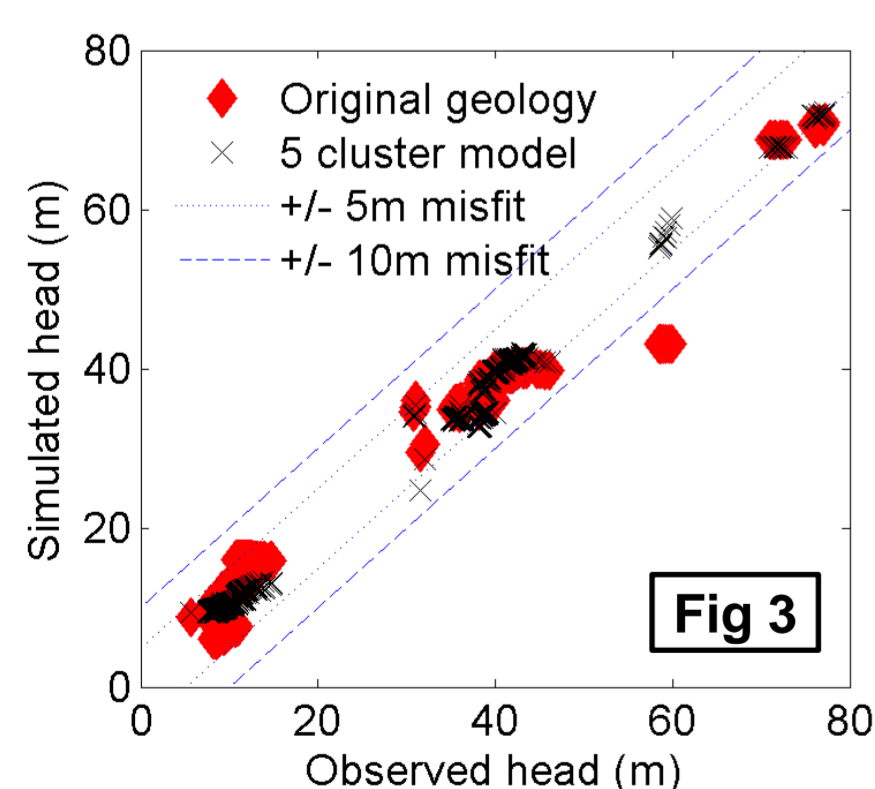 80
60
40
20
0
Simulated head (m)
Original geology
5 cluster model
+/- 5m misfit
+/- 10m misfit
Fig 3
0 20 40 60 80
Observed head (m)